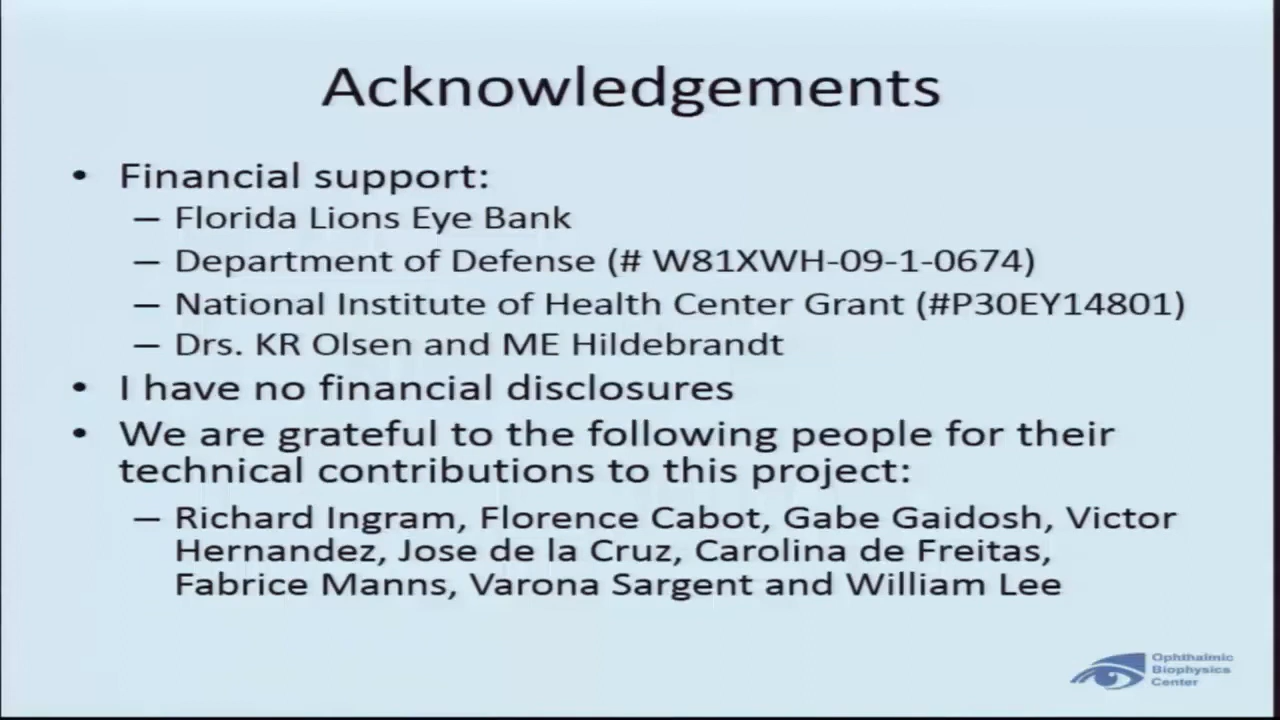 Acknowledgements
• Financial support:
– Florida Lions Eye Bank
– Department of Defense (# W81XWH-09-1-0674)
– National Institute of Health Center Grant (#P30EY14801)
– Drs. KR Olsen and ME Hildebrandt
• I have no financial disclosures
• We are grateful to the following people for their
technical contributions to this project:
– Richard Ingram, Florence Cabot, Gabe Gaidosh, Victor
Hernandez, Jose de la Cruz, Carolina de Freitas,
Fabrice Manns, Varona Sargent and William Lee
Ophthalmic
Biophysics
Center